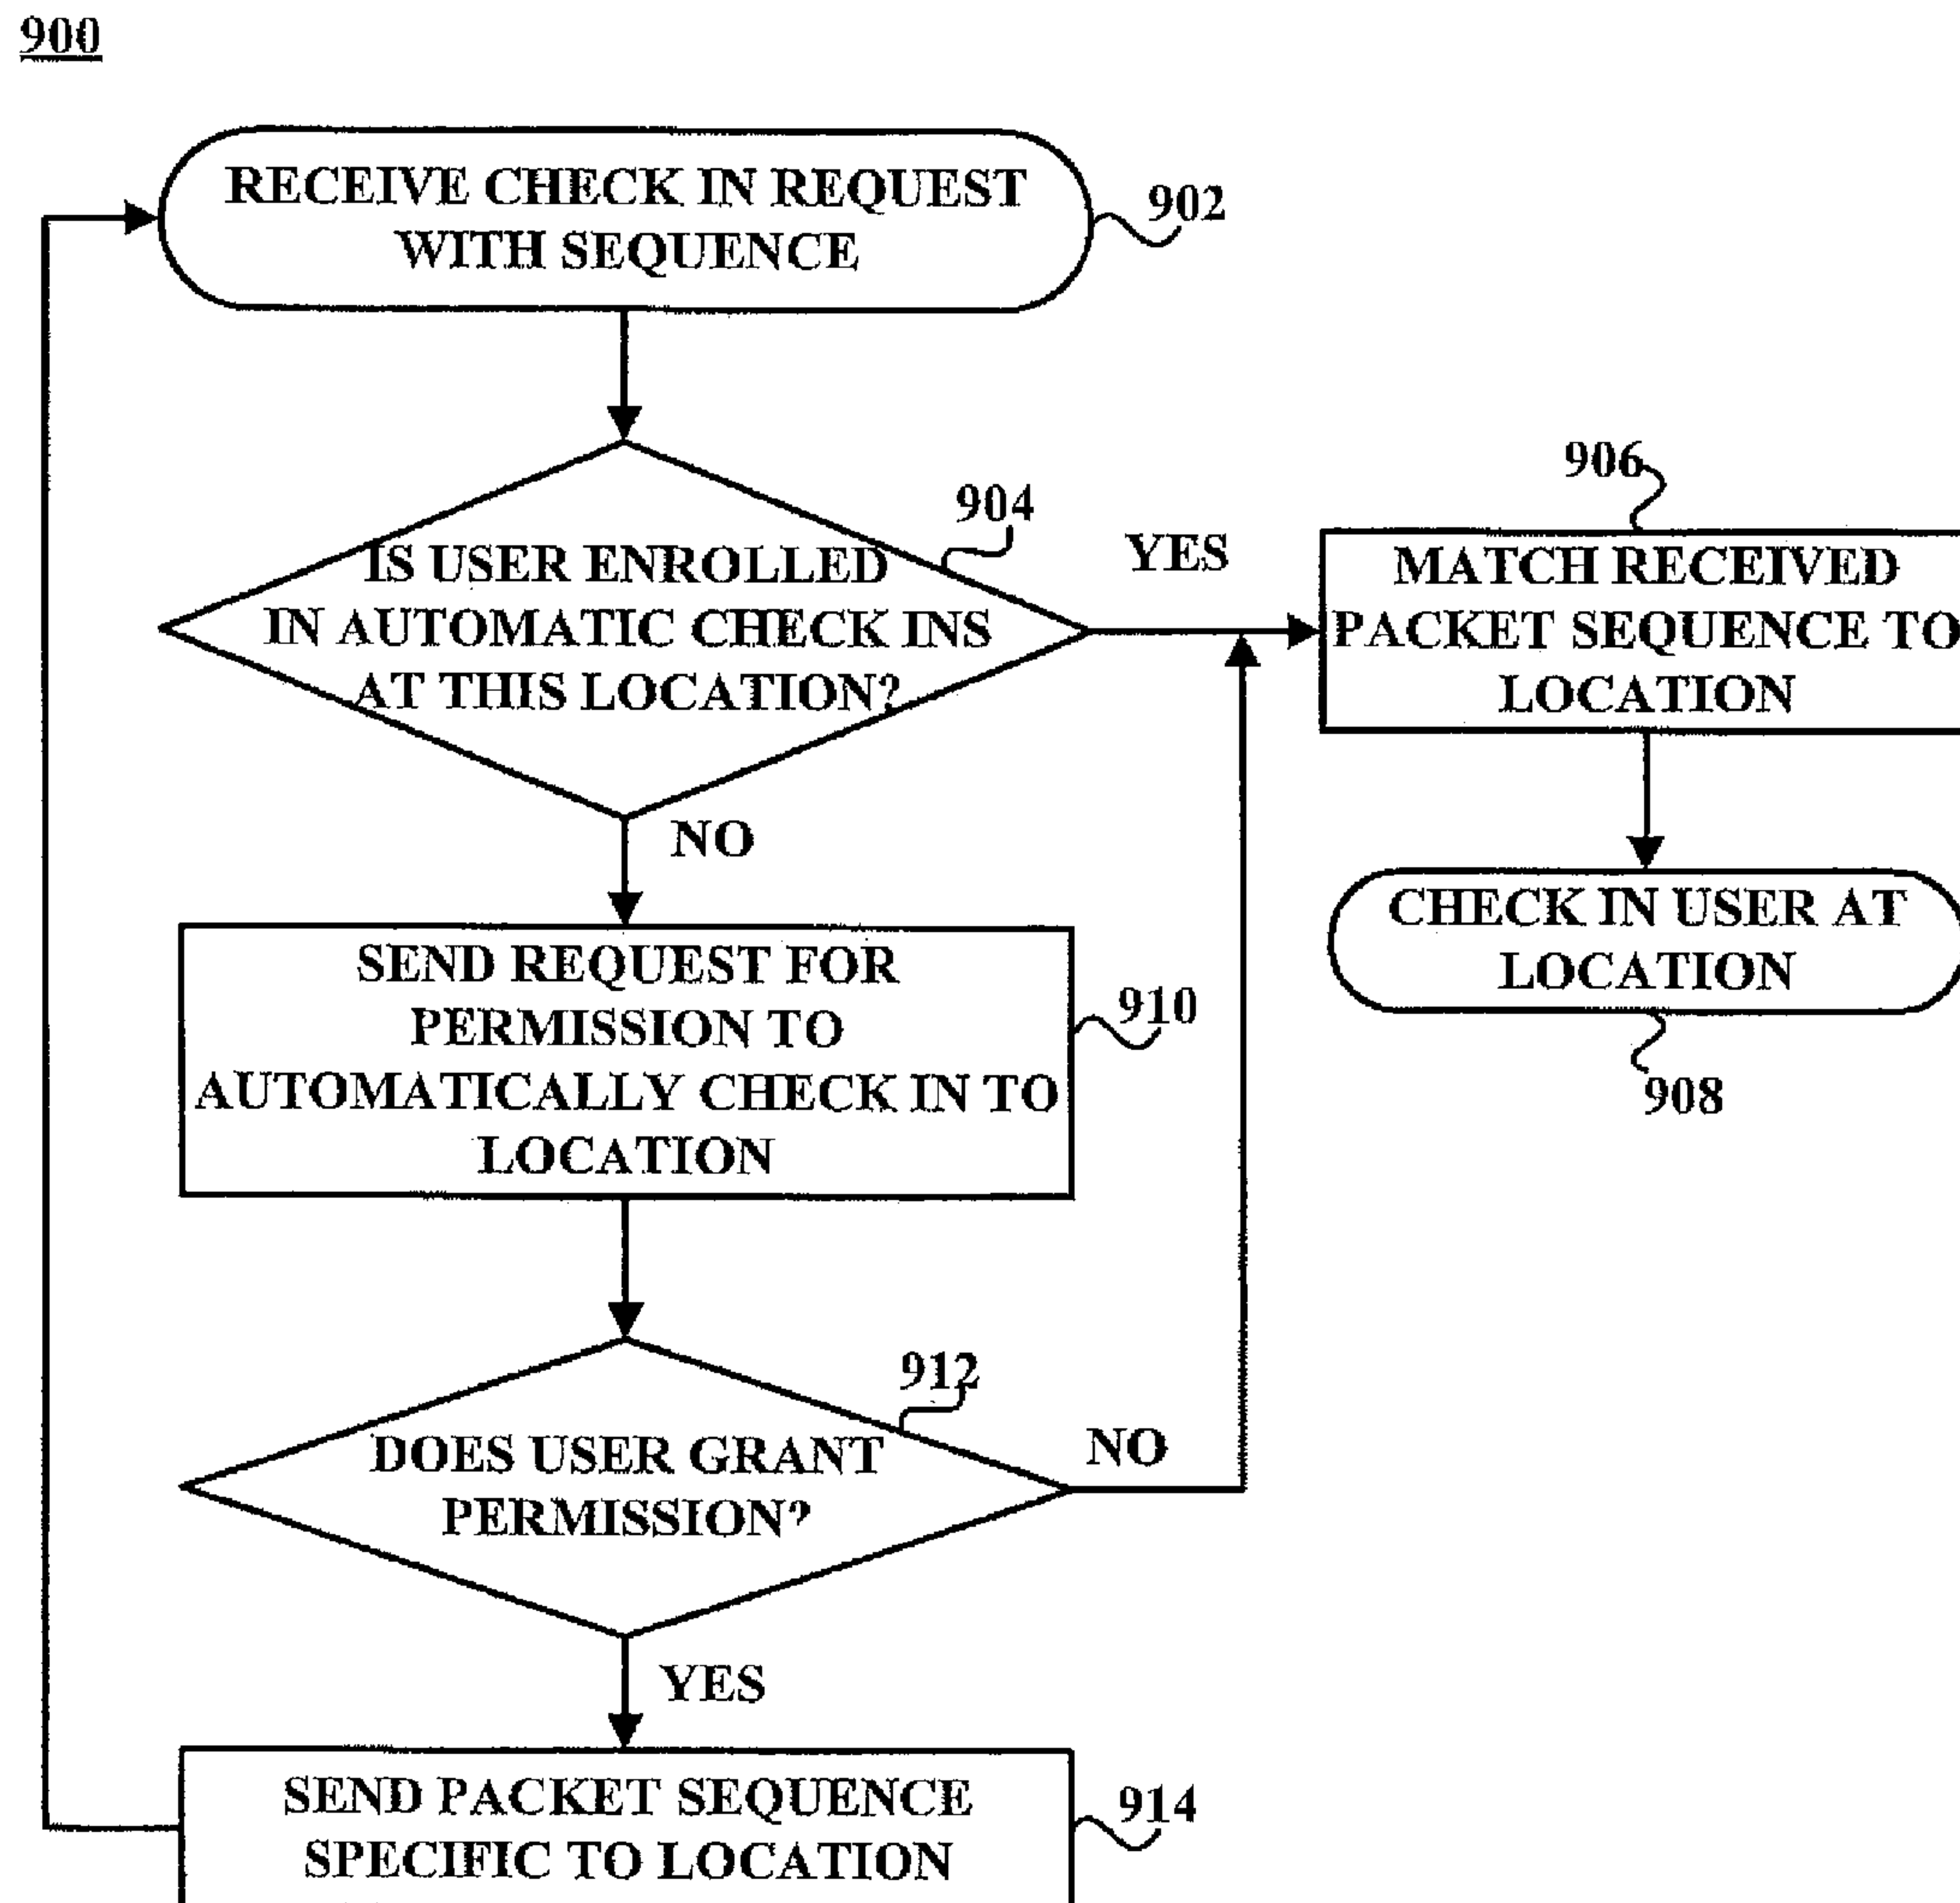 900
RECEIVE CHECK IN REQUEST
WITH SEQUENCE
902
IS USER ENROLLED
IN AUTOMATIC CHECK INS
AT THIS LOCATION?
904
YES
906
MATCH RECEIVED
PACKET SEQUENCE TO
LOCATION
NO
CHECK IN USER AT
LOCATION
908
SEND REQUEST FOR
PERMISSION TO
AUTOMATICALLY CHECK IN TO
LOCATION
910
912
DOES USER GRANT
PERMISSION?
NO
YES
SEND PACKET SEQUENCE
SPECIFIC TO LOCATION
914